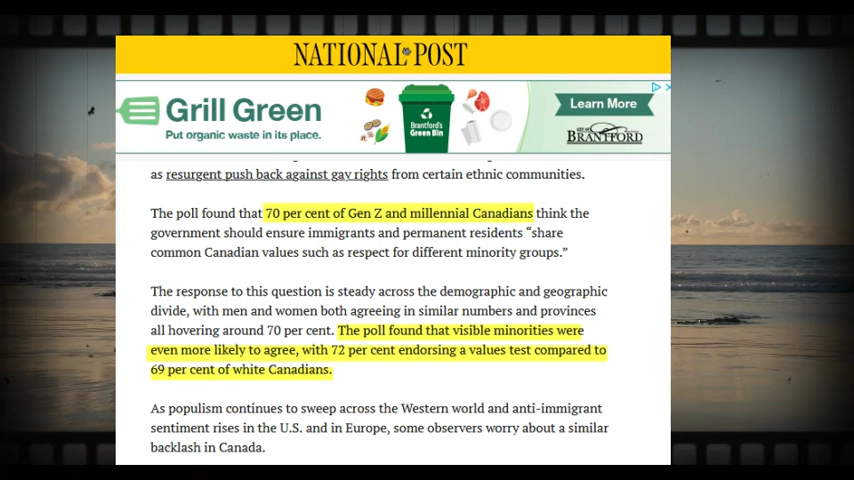 NATIONAL POST
Grill Green
Put organic waste in its place.
Brantford's
Green Bin
Learn More
CITY OF
BRANTFORD
as resurgent push back against gay rights from certain ethnic communities.
The poll found that 70 per cent of Gen Z and millennial Canadians think the
government should ensure immigrants and permanent residents “share
common Canadian values such as respect for different minority groups.”
The response to this question is steady across the demographic and geographic
divide, with men and women both agreeing in similar numbers and provinces
all hovering around 70 per cent. The poll found that visible minorities were
even more likely to agree, with 72 per cent endorsing a values test compared to
69 per cent of white Canadians.
As populism continues to sweep across the Western world and anti-immigrant
sentiment rises in the U.S. and in Europe, some observers worry about a similar
backlash in Canada.